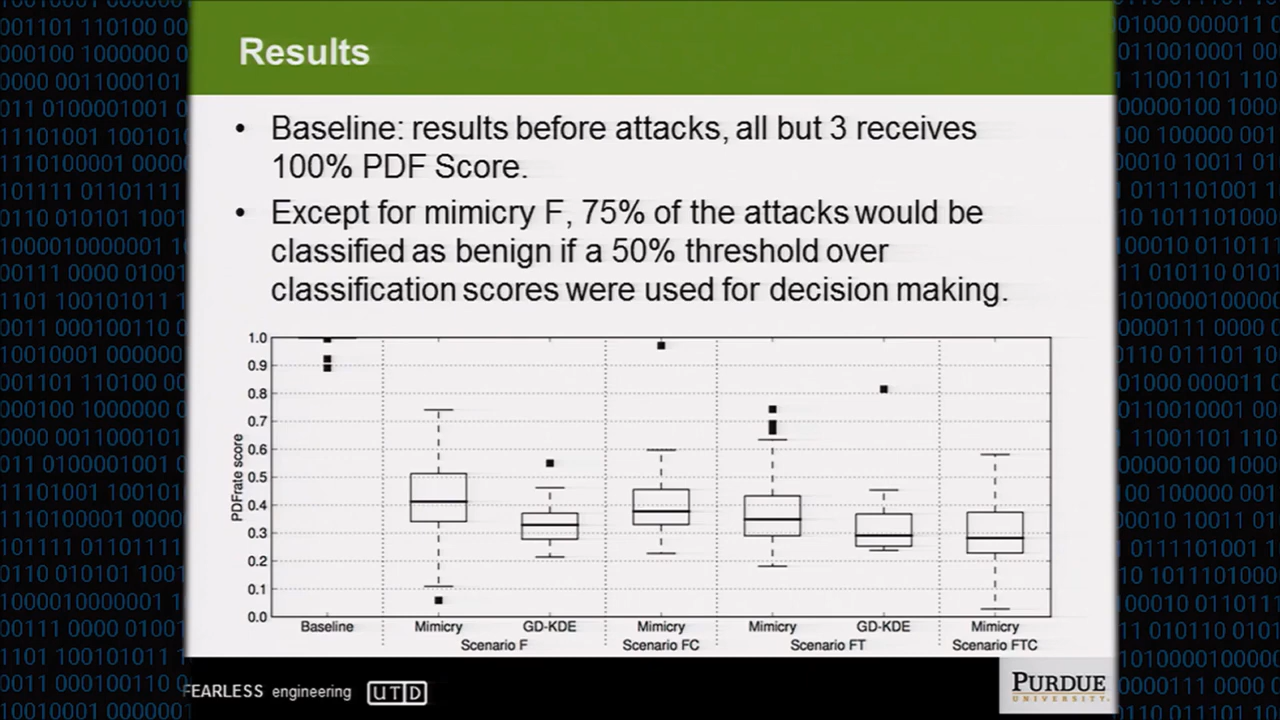 Results
• Baseline: results before attacks, all but 3 receives
100% PDF Score.
• Except for mimicry F, 75% of the attacks would be
classified as benign if a 50% threshold over
classification scores were used for decision making.
1.0
0.9
0.8
0.7
0.6
0.5
0.4
0.3
0.2
0.1
0.0
PDFrate score
Baseline Mimicry GD-KDE Mimicry Mimicry GD-KDE Mimicry
Scenario F Scenario FC Scenario FT Scenario FTC
FEARLESS engineering UTD
PURDUE
UNIVERSITY